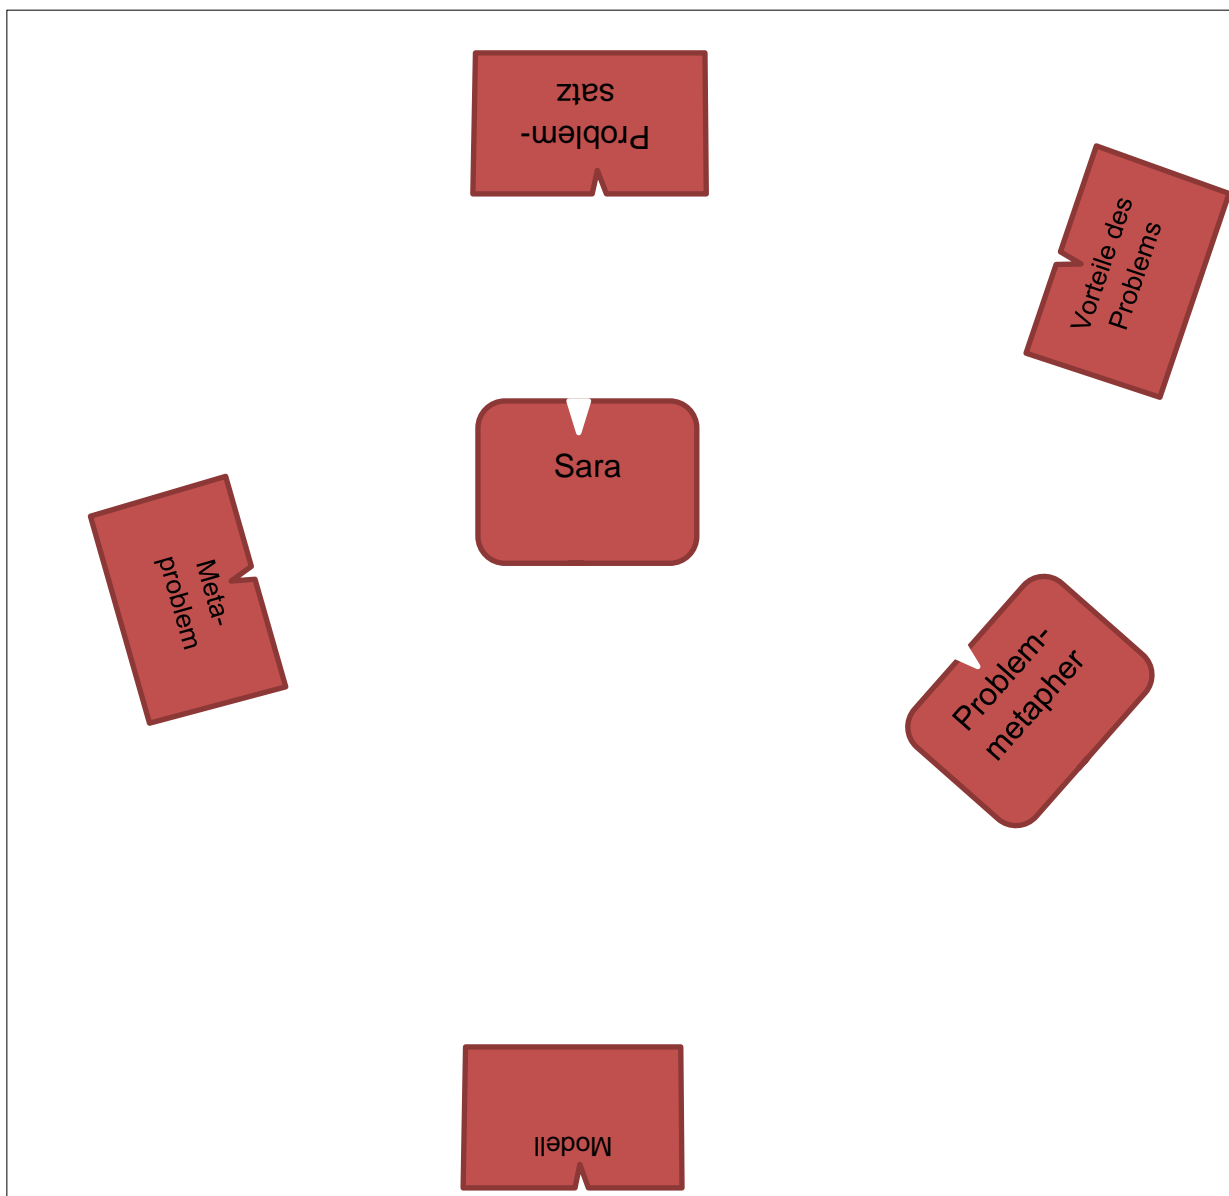 Problem-
satz
Vorteile des
Problems
Sara
Meta-
problem
Problem-
metapher
Modell